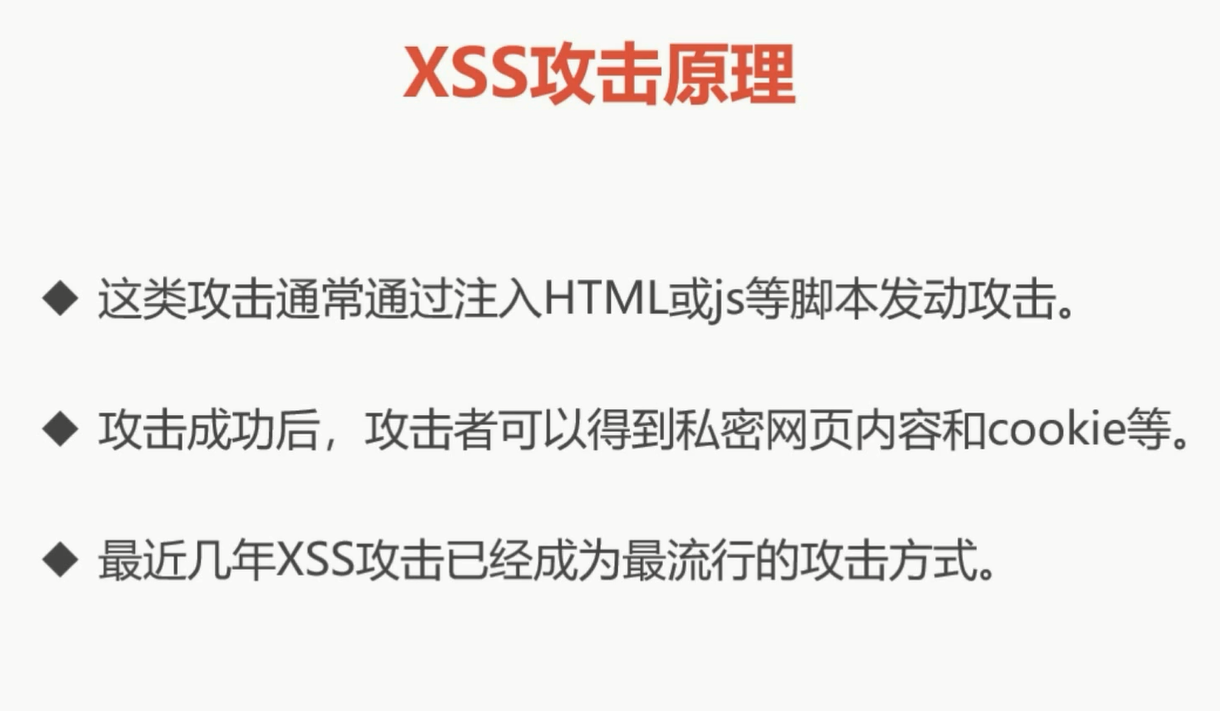 XSS攻击原理
◆ 这类攻击通常通过注入HTML或js等脚本发动攻击。
◆ 攻击成功后，攻击者可以得到私密网页内容和cookie等。
◆ 最近几年XSS攻击已经成为最流行的攻击方式。